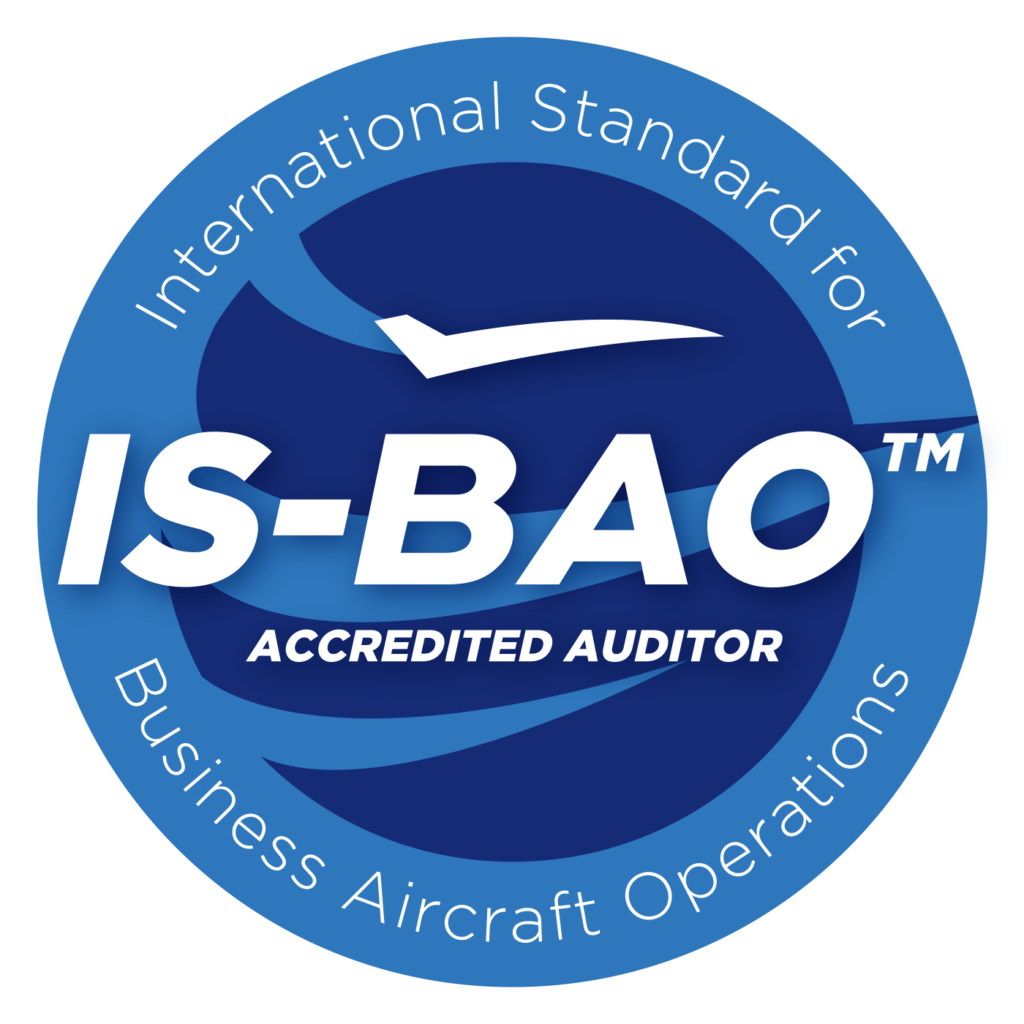 International Standard for
IS-BAO™
ACCREDITED AUDITOR
Business Aircraft Operations